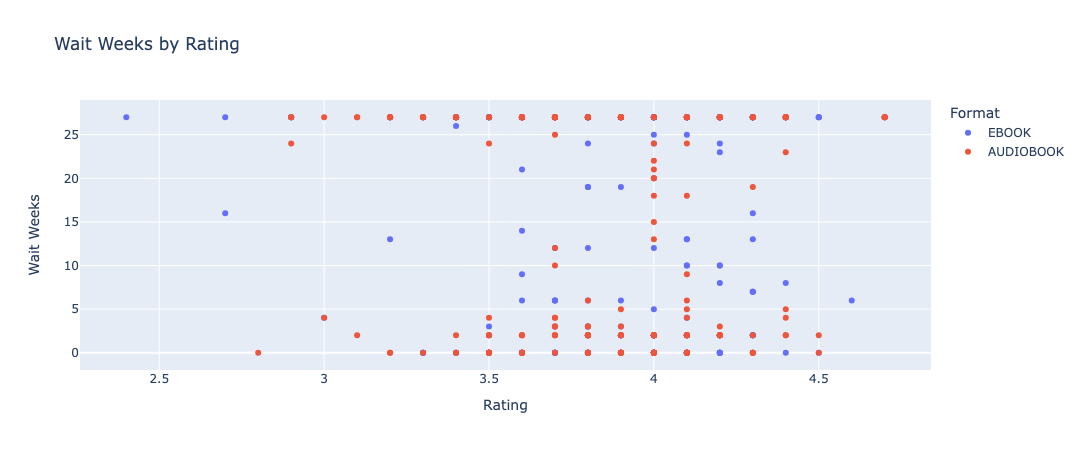 Wait Weeks by Rating
Format
EBOOK
AUDIOBOOK
Wait Weeks
25
20
15
10
5
0
2.5
3
3.5
4
4.5
Rating